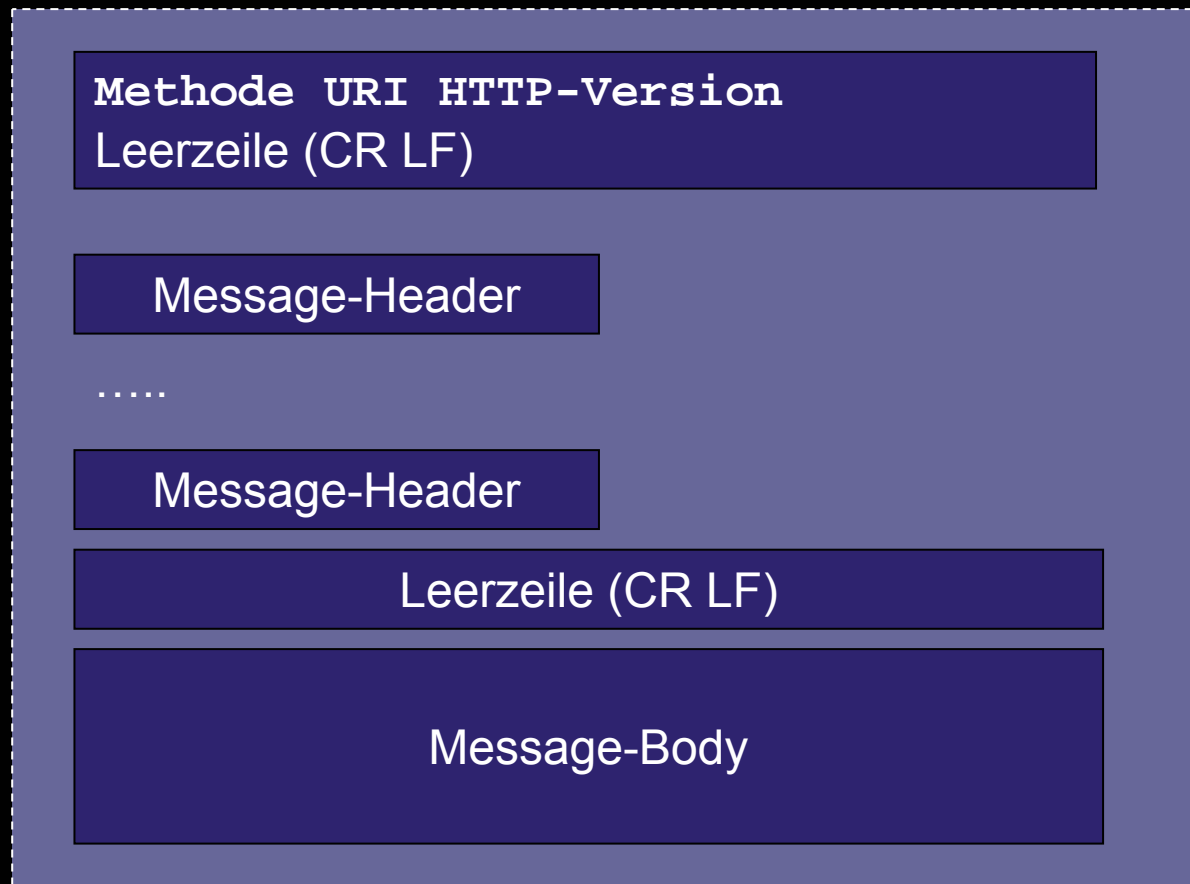 Methode URI HTTP-Version
Leerzeile (CR LF)
Message-Header
…..
Message-Header
Leerzeile (CR LF)
Message-Body